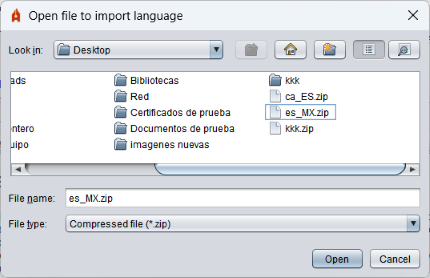 Open file to import language
Look in: Desktop
ads
Bibliotecas
kkk
Red
ca_ES.zip
Certificados de prueba
es_MX.zip
entero
Documentos de prueba
kkk.zip
uipo
imagenes nuevas
File name: es_MX.zip
File type: Compressed file (*.zip)
Open Cancel